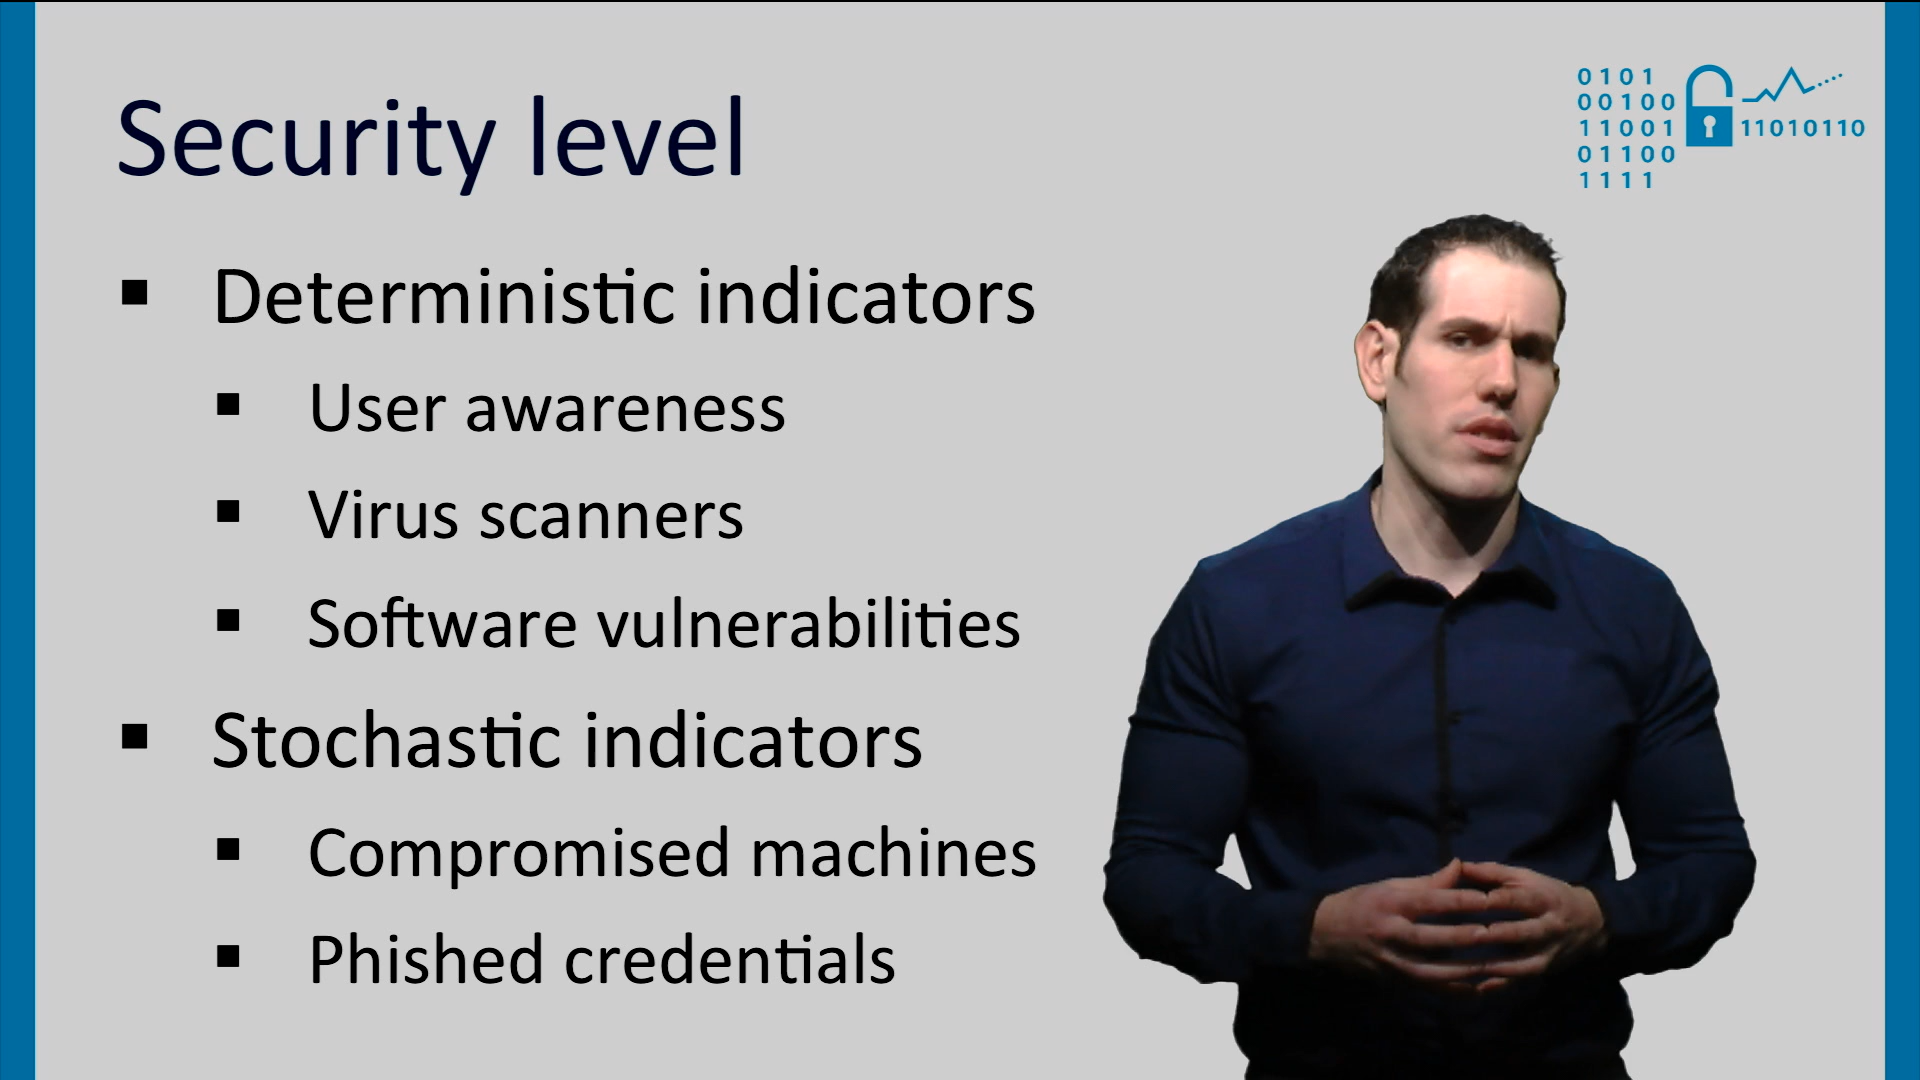 Security level
▪ Deterministic indicators
▪ User awareness
▪ Virus scanners
▪ Software vulnerabilities
▪ Stochastic indicators
▪ Compromised machines
▪ Phished credentials
0101
00100
11001
01100
1111
11010110